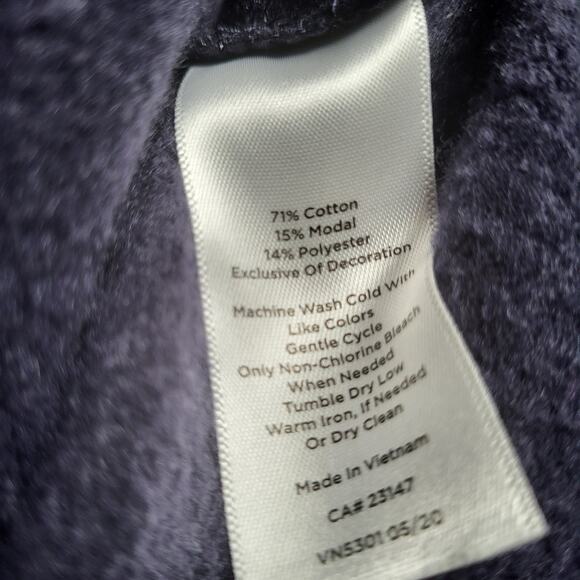 71% Cotton
15% Modal
14% Polyester
Exclusive Of Decoration
Machine Wash Cold With
Like Colors
Gentle Cycle
Only Non-Chlorine Bleach
When Needed
Tumble Dry Low
Warm Iron, If Needed
Or Dry Clean
Made In Vietnam
CA# 23147
VN5301 05/20